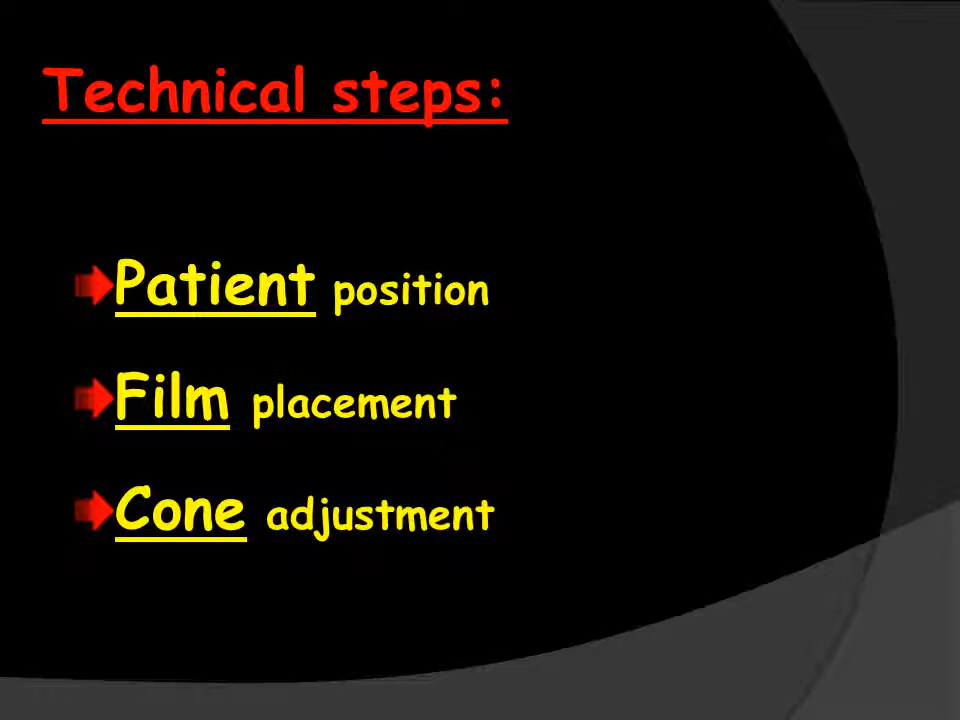 Technical steps:
Patient position
Film placement
Cone adjustment